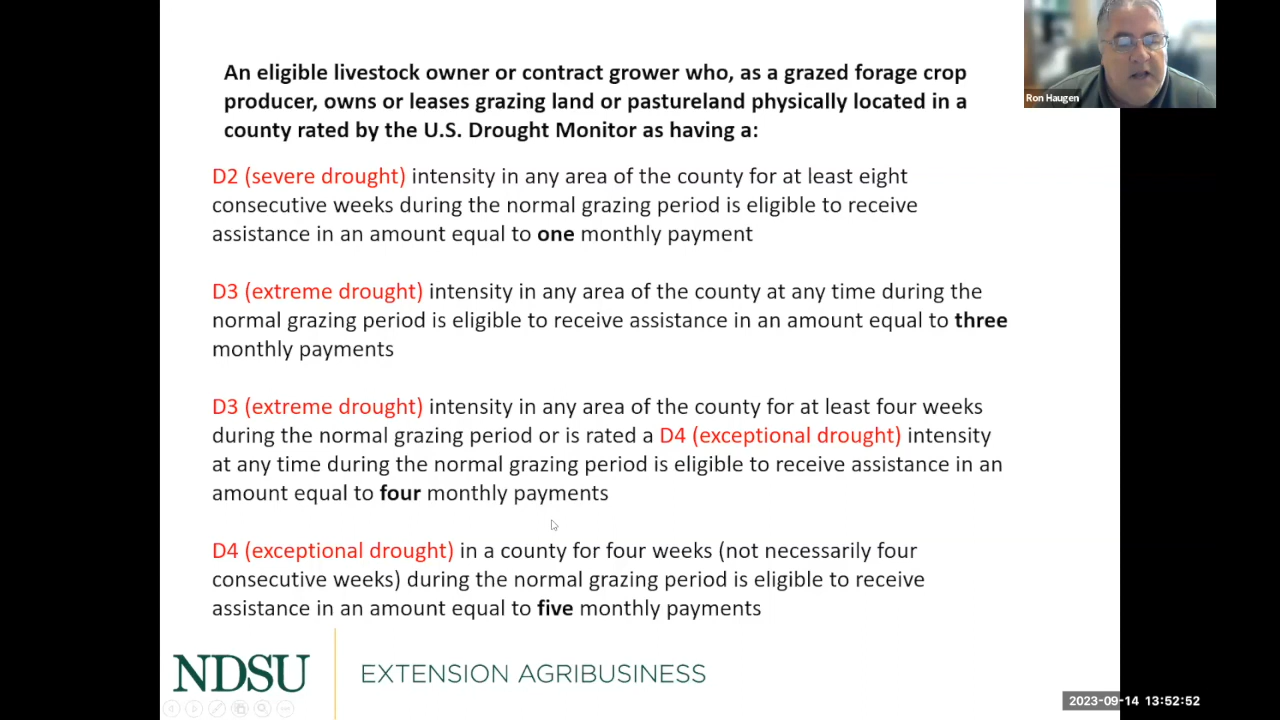 An eligible livestock owner or contract grower who, as a grazed forage crop
producer, owns or leases grazing land or pastureland physically located in a
county rated by the U.S. Drought Monitor as having a:
Ron Haugen
D2 (severe drought) intensity in any area of the county for at least eight
consecutive weeks during the normal grazing period is eligible to receive
assistance in an amount equal to one monthly payment
D3 (extreme drought) intensity in any area of the county at any time during the
normal grazing period is eligible to receive assistance in an amount equal to three
monthly payments
D3 (extreme drought) intensity in any area of the county for at least four weeks
during the normal grazing period or is rated a D4 (exceptional drought) intensity
at any time during the normal grazing period is eligible to receive assistance in an
amount equal to four monthly payments
D4 (exceptional drought) in a county for four weeks (not necessarily four
consecutive weeks) during the normal grazing period is eligible to receive
assistance in an amount equal to five monthly payments
NDSU EXTENSION AGRIBUSINESS
2023-09-14 13:52:52